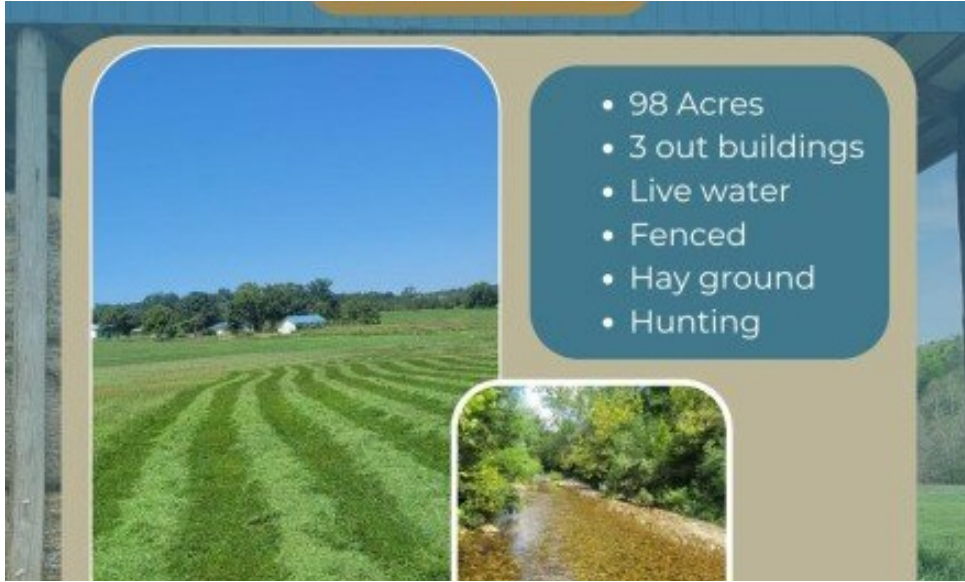 • 98 Acres
• 3 out buildings
• Live water
• Fenced
• Hay ground
• Hunting